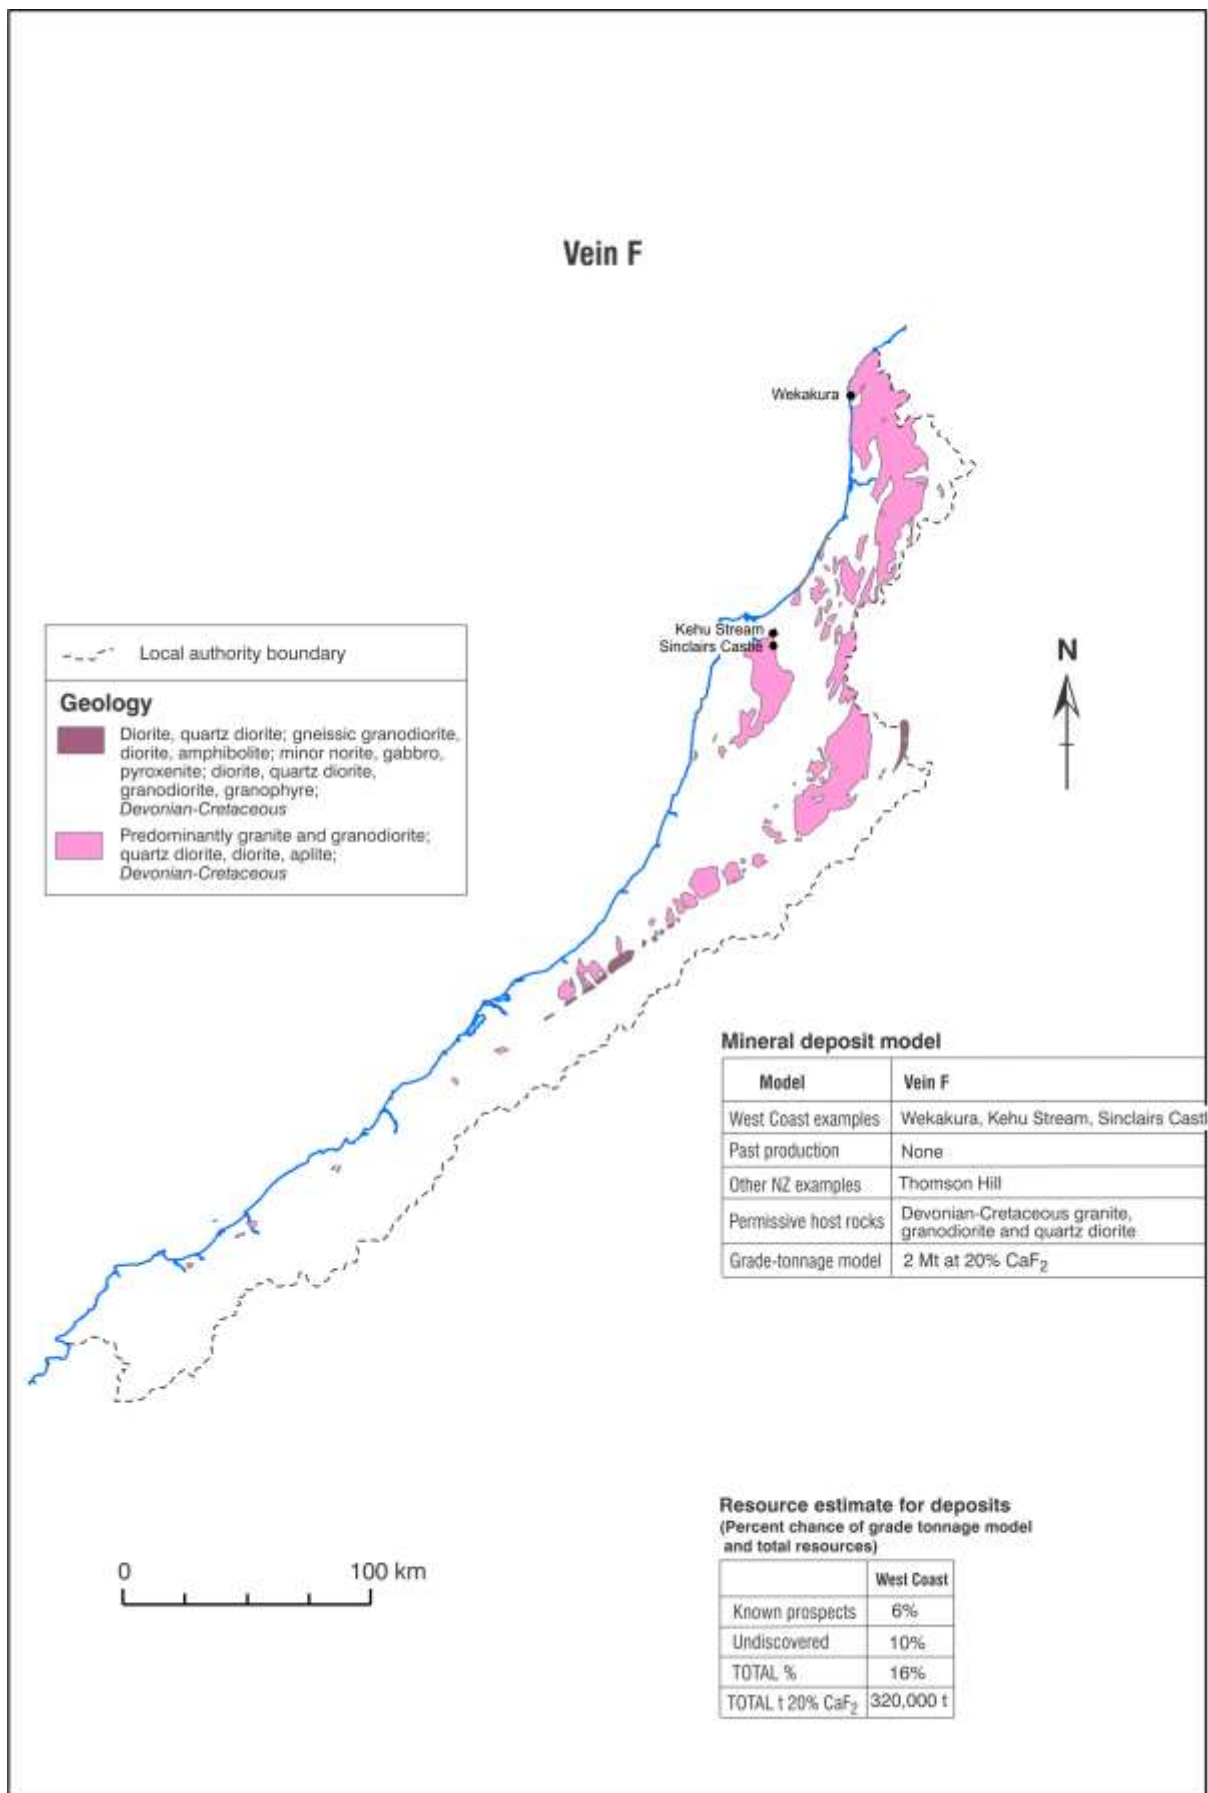 Vein F
Wekakura
Kehu Stream
Sinclairs Castle
N
Local authority boundary
Geology
Diorite, quartz diorite; gneissic granodiorite,
diorite, amphibolite; minor norite, gabbro,
pyroxenite; diorite, quartz diorite,
granodiorite, granophyre;
Devonian-Cretaceous
Predominantly granite and granodiorite;
quartz diorite, diorite, aplite;
Devonian-Cretaceous
Mineral deposit model
Model Vein F
West Coast examples Wekakura, Kehu Stream, Sinclairs Castl
Past production None
Other NZ examples Thomson Hill
Permissive host rocks Devonian-Cretaceous granite,
granodiorite and quartz diorite
Grade-tonnage model 2 Mt at 20% CaF2
Resource estimate for deposits
(Percent chance of grade tonnage model
and total resources)
West Coast
Known prospects 6%
Undiscovered 10%
TOTAL % 16%
TOTAL t 20% CaF2 320,000 t
0 100 km